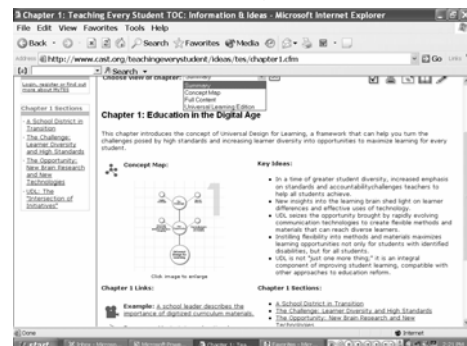 3 Chapter 1: Teaching Every Student TOC: Information & Ideas - Microsoft Internet Explorer
File Edit View Favorites Tools Help
Back Search Favorites Media
http://www.cast.org/teachingeverystudent/ideas/tes/chapter1.cfm Go
Search
Login, register or find out more about MyTES
Choose view of chapter: Summary
Summary
Concept Map
Full Content
Universal Learning Edition
Chapter 1 Sections
A School District in
Transition
The Challenge:
Learner Diversity
and High Standards
The Opportunity:
New Brain Research
and New
Technologies
UDL: The
"Intersection of
Initiatives"
Chapter 1: Education in the Digital Age
This chapter introduces the concept of Universal Design for Learning, a framework that can help you turn the
challenges posed by high standards and increasing learner diversity into opportunities to maximize learning for every
student.
Concept Map:
Click image to enlarge
Key Ideas:
In a time of greater student diversity, increased emphasis
on standards and accountabilitychallenges teachers to
help all students achieve.
New insights into the learning brain shed light on learner
differences and effective uses of technology.
UDL seizes the opportunity brought by rapidly evolving
communication technologies to create flexible methods and
materials that can reach diverse learners.
Instilling flexibility into methods and materials maximizes
learning opportunities not only for students with identified
disabilities, but for all students.
UDL is not "just one more thing," it is an integral
component of improving student learning, compatible with
other approaches to education reform.
Chapter 1 Links:
Example: A school leader describes the
importance of digitized curriculum materials.
Chapter 1 Sections:
A School District in Transition
The Challenge: Learner Diversity and High Standards
The Opportunity: New Brain Research and New
Technologies
Done
Internet
start